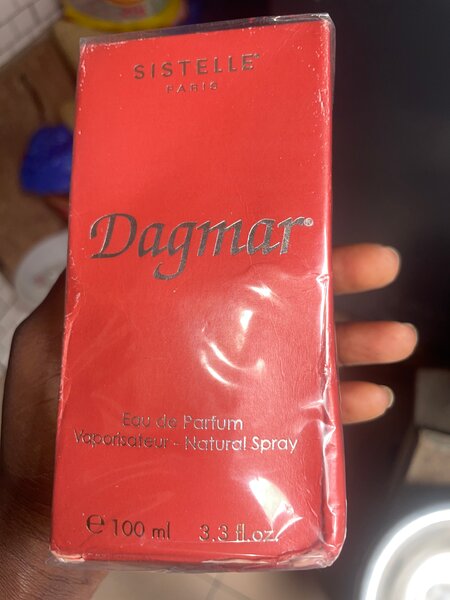 SISTELLE®
PARIS
Dagmar®
Eau de Parfum
Vaporisateur - Natural Spray
℮ 100 ml 3.3 fl.oz.